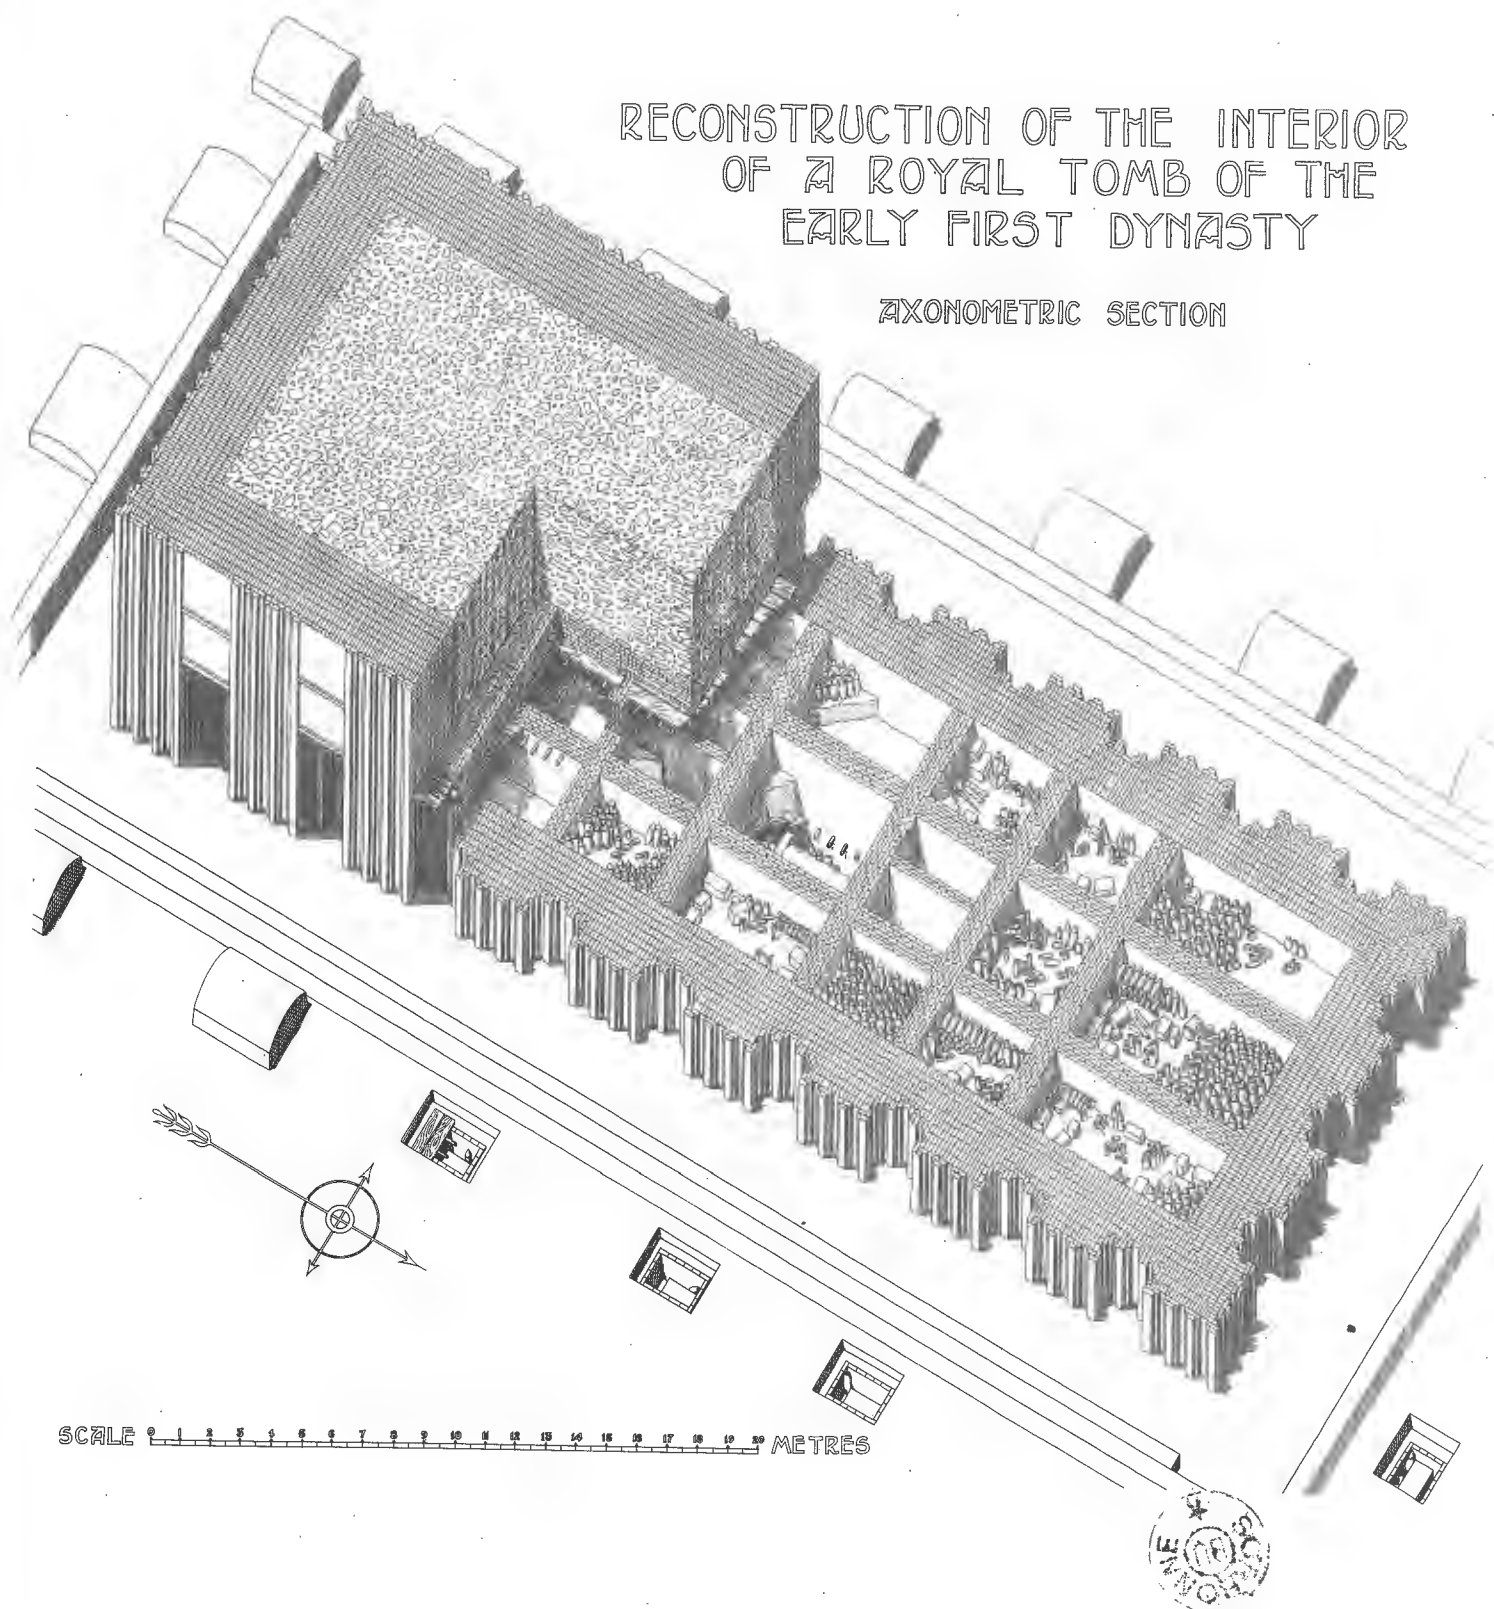 RECONSTRUCTION OF THE INTERIOR
OF A ROYAL TOMB OF THE
EARLY FIRST DYNASTY
AXONOMETRIC SECTION
SCALE 0 1 2 3 4 5 6 7 8 9 10 11 12 13 14 15 16 17 18 19 20 METRES